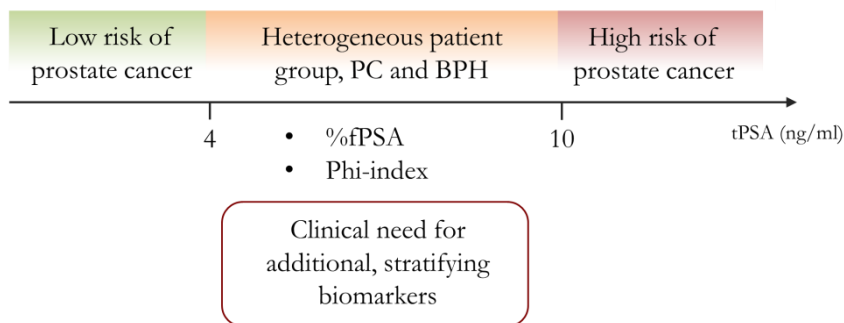 Low risk of
prostate cancer
Heterogeneous patient
group, PC and BPH
High risk of
prostate cancer
4
10
tPSA (ng/ml)
• %fPSA
• Phi-index
Clinical need for
additional, stratifying
biomarkers